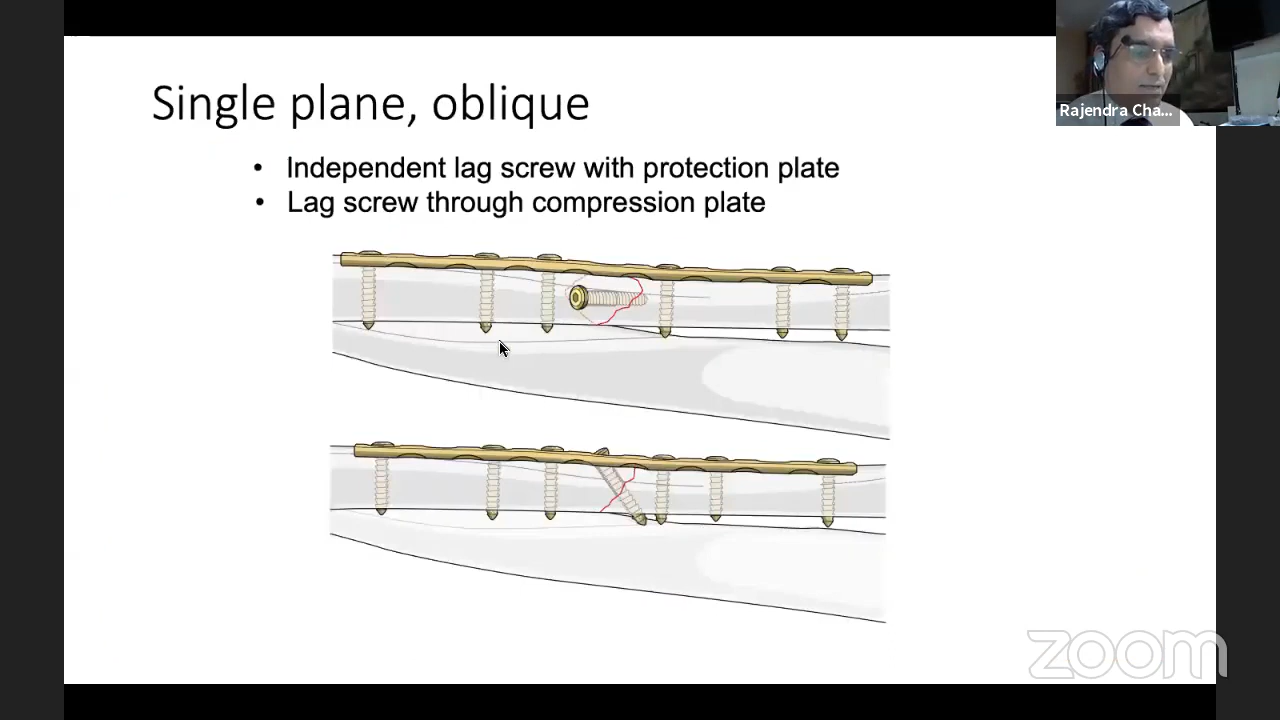 Single plane, oblique
• Independent lag screw with protection plate
• Lag screw through compression plate
Rajendra Cha...
zoom